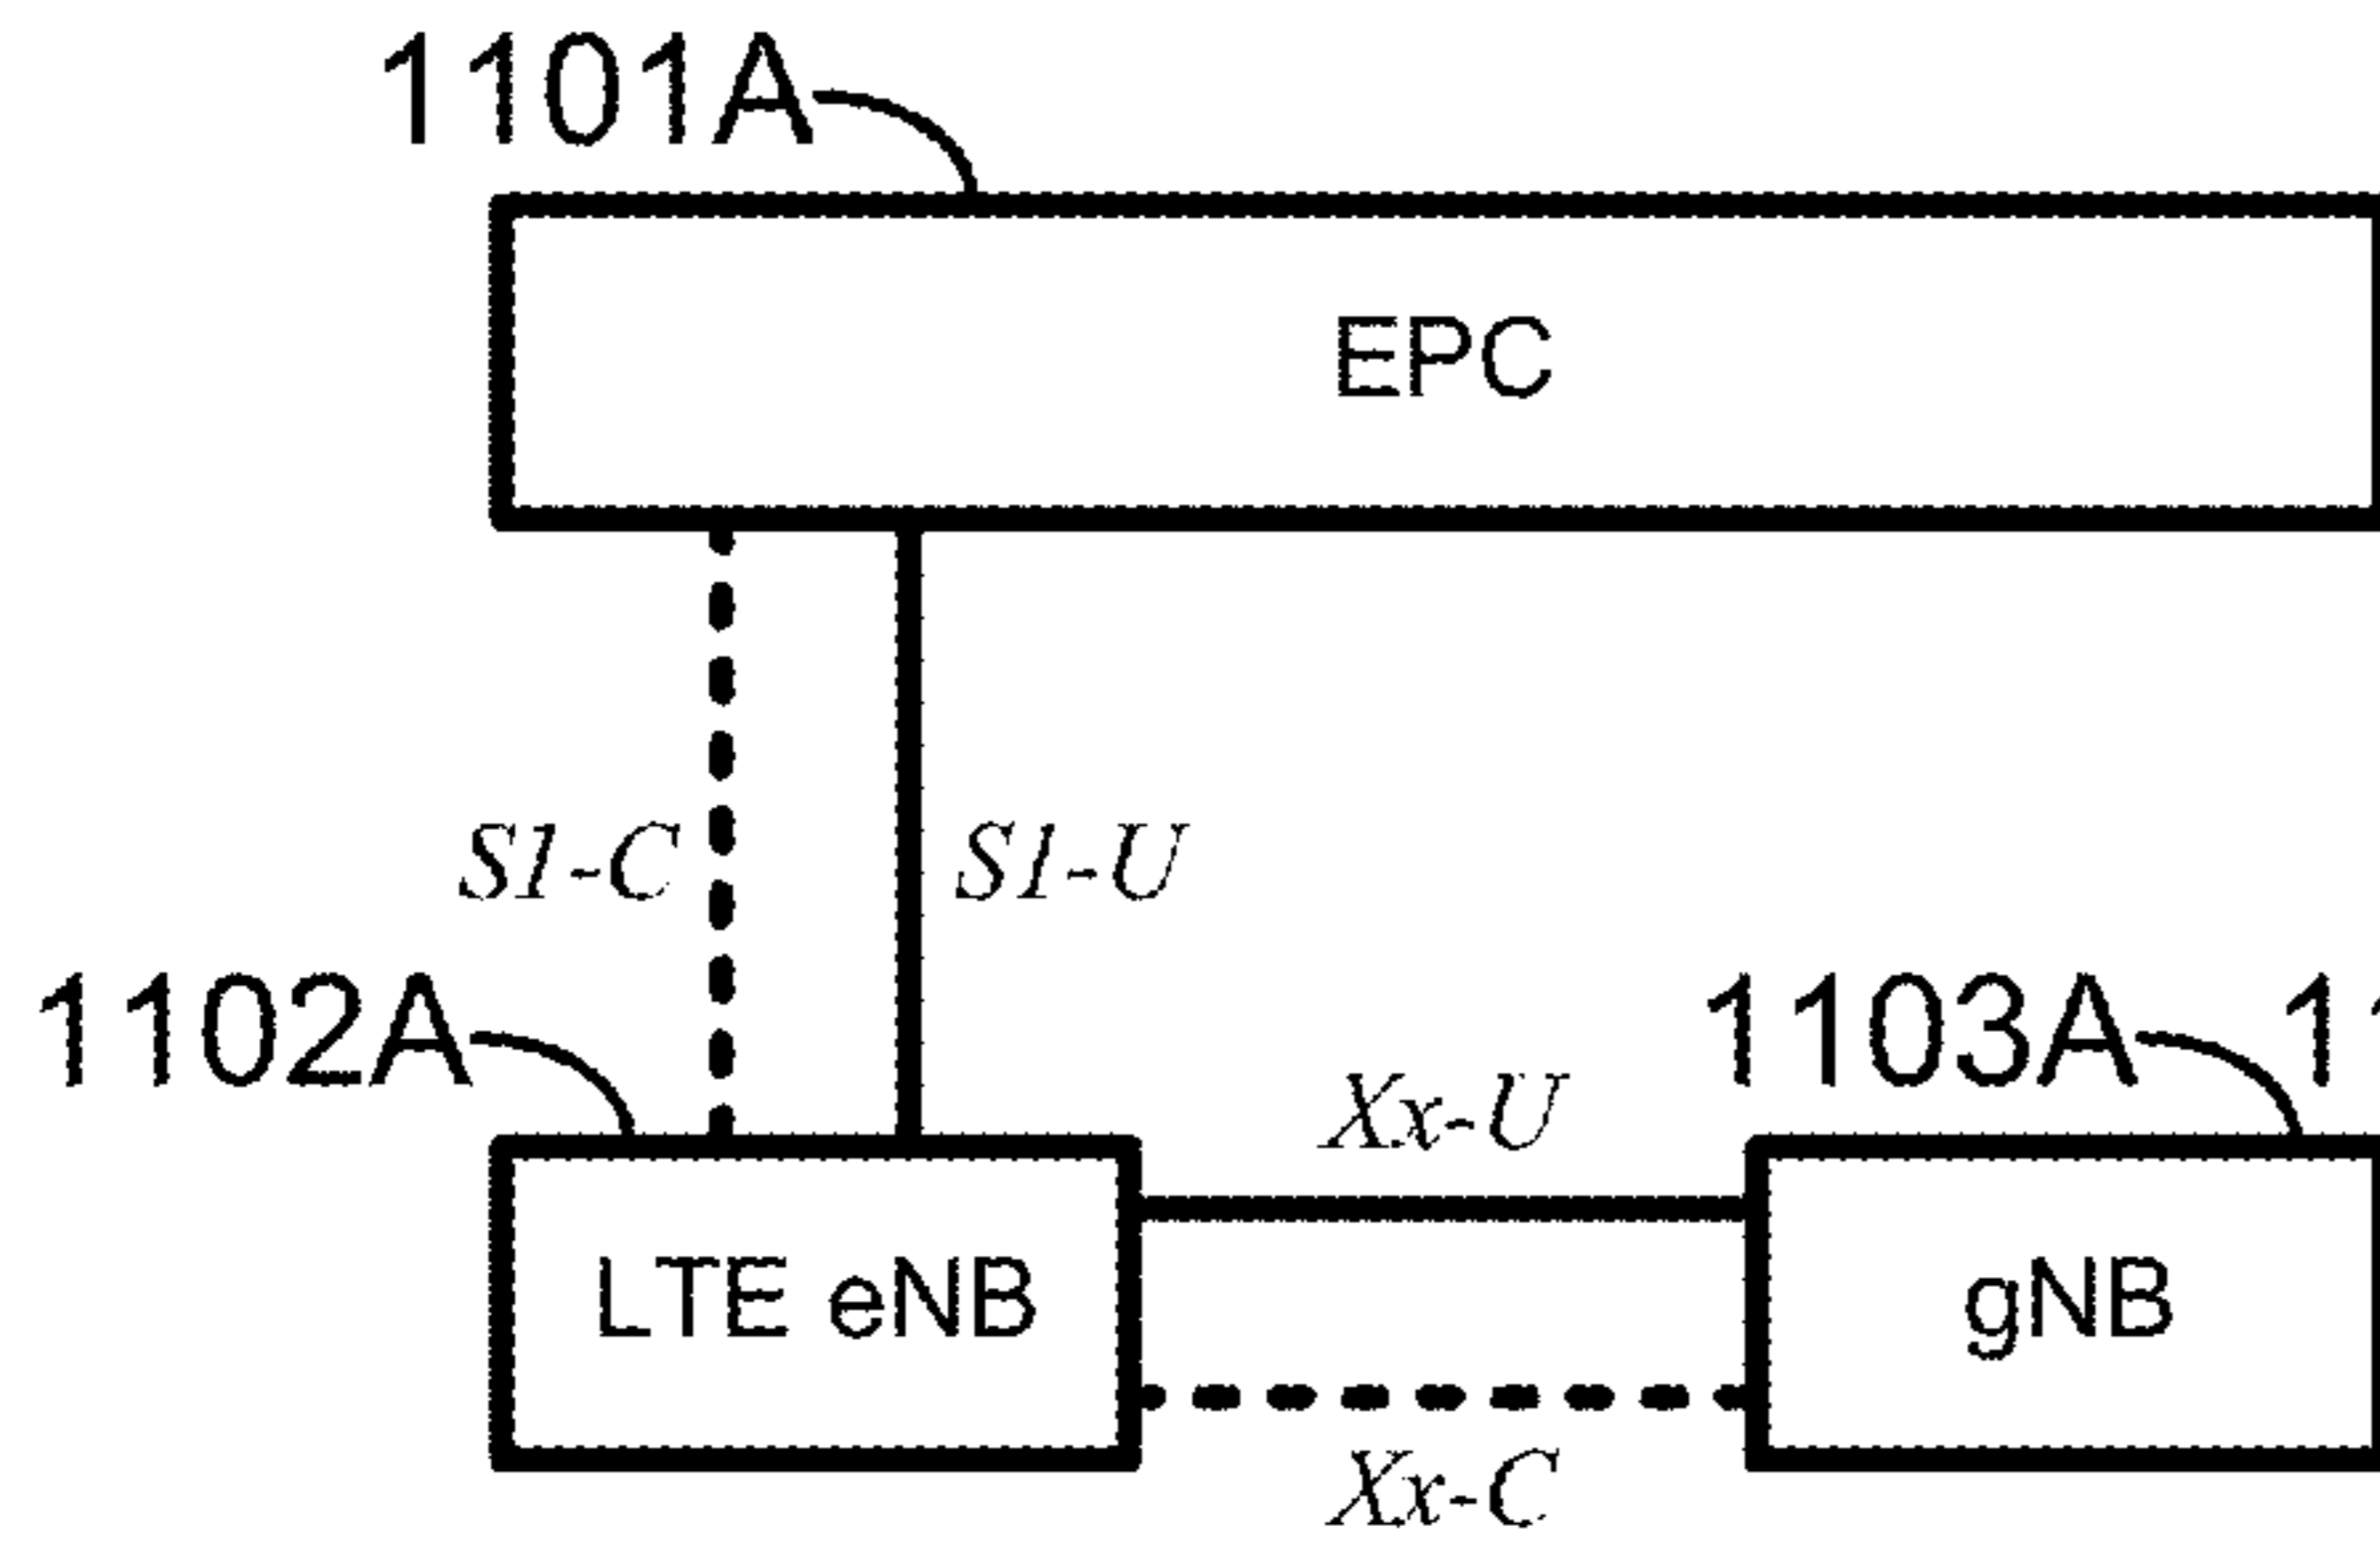 1101A
EPC
S1-C S1-U
1102A 1103A
Xx-U
LTE eNB gNB
Xx-C